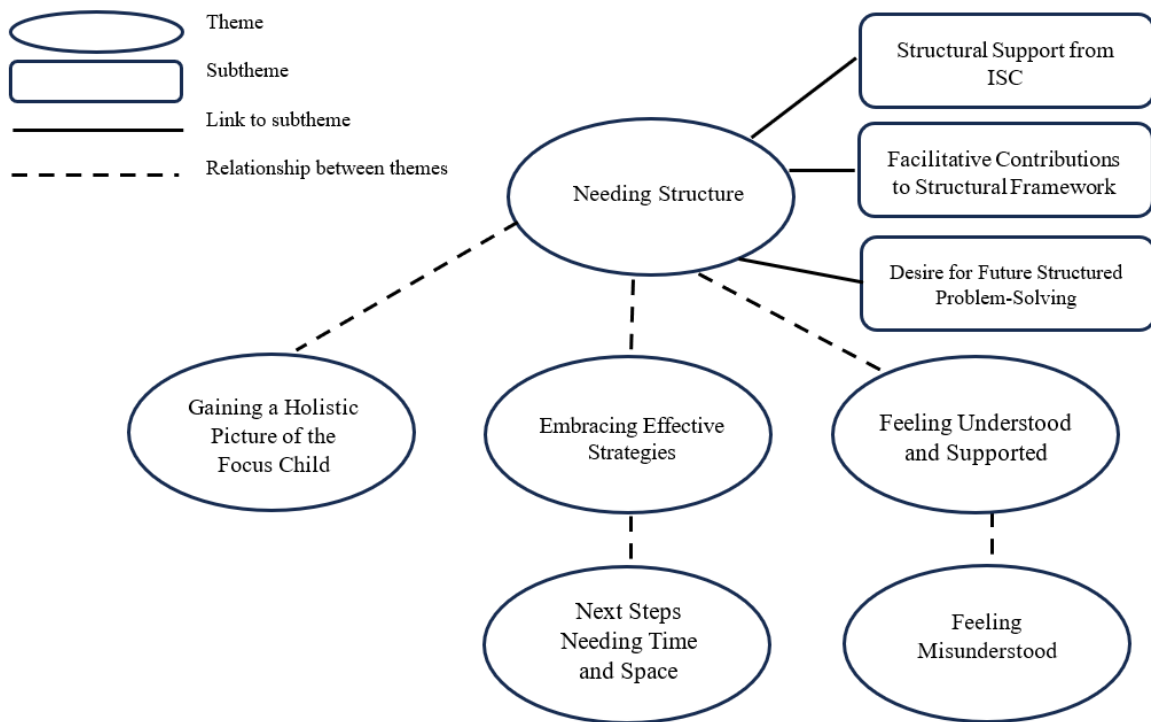 Theme
Subtheme
Link to subtheme
Relationship between themes
Structural Support from
ISC
Facilitative Contributions
to Structural Framework
Desire for Future Structured
Problem-Solving
Needing Structure
Gaining a Holistic
Picture of the
Focus Child
Embracing Effective
Strategies
Feeling Understood
and Supported
Next Steps
Needing Time
and Space
Feeling
Misunderstood